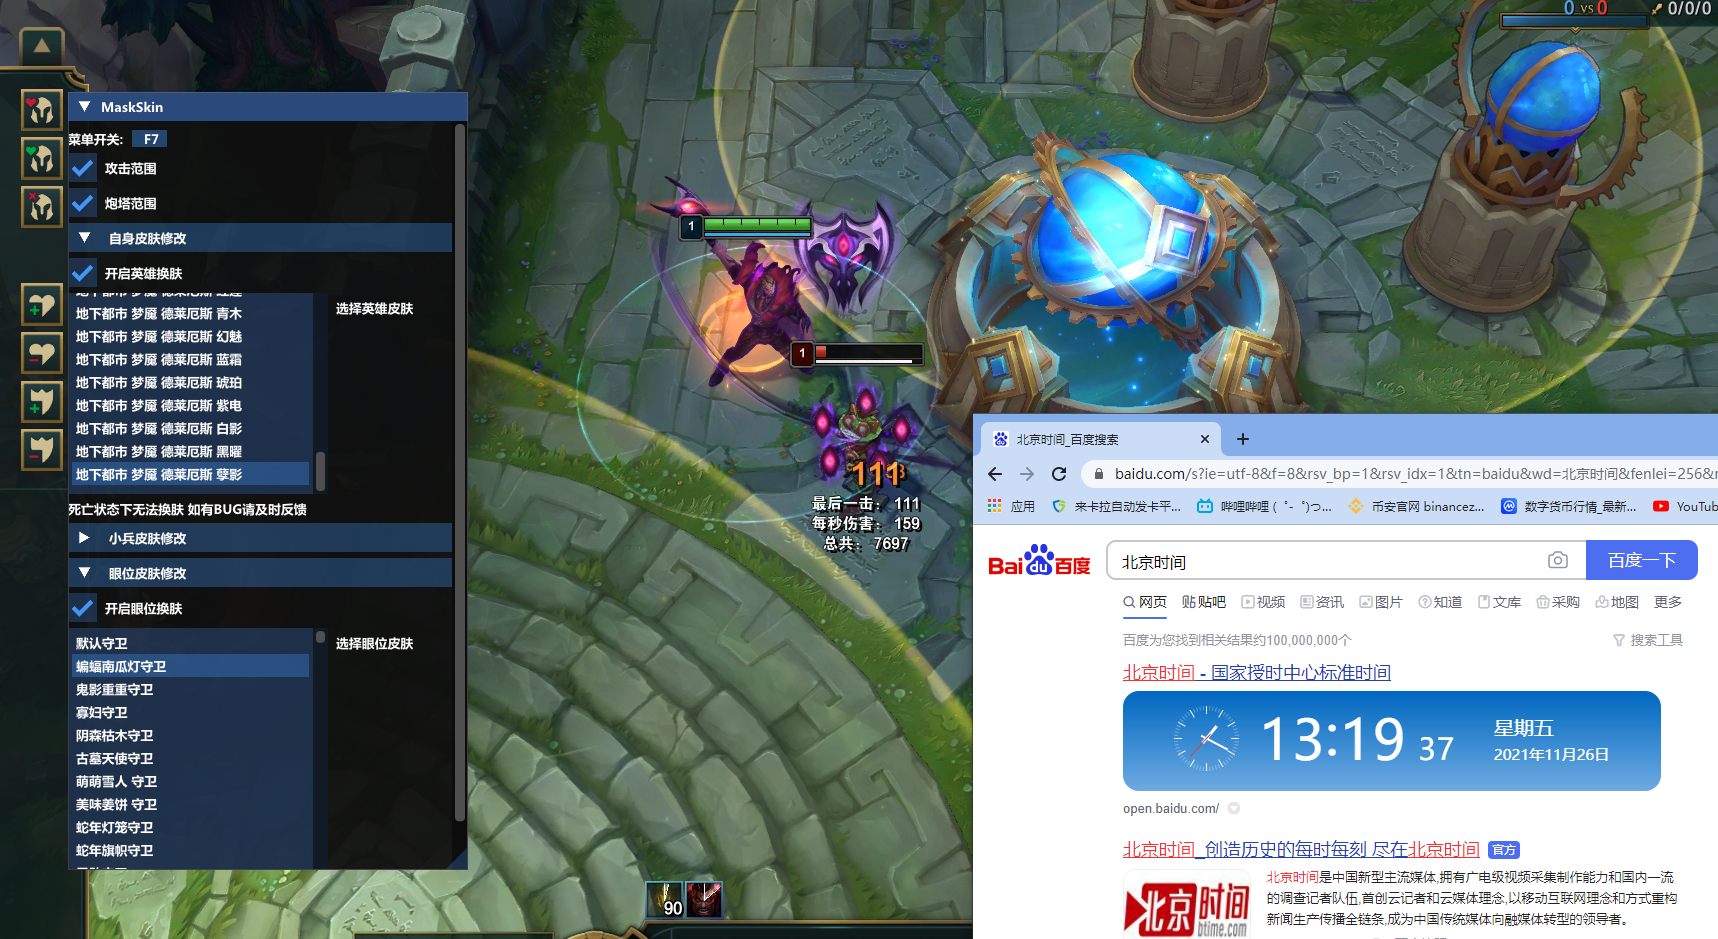 0 vs 0
0/0/0
MaskSkin
菜单开关: F7
攻击范围
炮塔范围
自身皮肤修改
开启英雄换肤
地下都市 梦魇 德莱厄斯 青木
地下都市 梦魇 德莱厄斯 幻魅
地下都市 梦魇 德莱厄斯 蓝霜
地下都市 梦魇 德莱厄斯 琥珀
地下都市 梦魇 德莱厄斯 紫电
地下都市 梦魇 德莱厄斯 白影
地下都市 梦魇 德莱厄斯 黑曜
地下都市 梦魇 德莱厄斯 孽影
选择英雄皮肤
死亡状态下无法换肤 如有BUG请及时反馈
小兵皮肤修改
眼位皮肤修改
开启眼位换肤
默认守卫
蝙蝠南瓜灯守卫
鬼影重重守卫
寡妇守卫
阴森枯木守卫
古墓天使守卫
萌萌雪人 守卫
美味姜饼 守卫
蛇年灯笼守卫
蛇年旗帜守卫
选择眼位皮肤
1
1
111
最后一击： 111
每秒伤害： 159
总共： 7697
90
北京时间_百度搜索
baidu.com/s?ie=utf-8&f=8&rsv_bp=1&rsv_idx=1&tn=baidu&wd=北京时间&fenlei=256&r
应用
来卡拉自动发卡平...
哔哩哔哩 ( ゜- ゜)つ...
币安官网 binancez...
数字货币行情_最新...
YouTub
Bai du 百度
北京时间
百度一下
网页 贴贴吧 视频 资讯 图片 知道 文库 采购 地图 更多
百度为您找到相关结果约100,000,000个
搜索工具
北京时间 - 国家授时中心标准时间
13:19 37
星期五
2021年11月26日
open.baidu.com/
北京时间_创造历史的每时每刻 尽在北京时间 官方
北京时间
btime.com
北京时间是中国新型主流媒体,拥有广电级视频采集制作能力和国内一流
的调查记者队伍,首创云记者和云媒体理念,以移动互联网理念和方式重构
新闻生产传播全链条,成为中国传统媒体向融媒体转型的领导者。